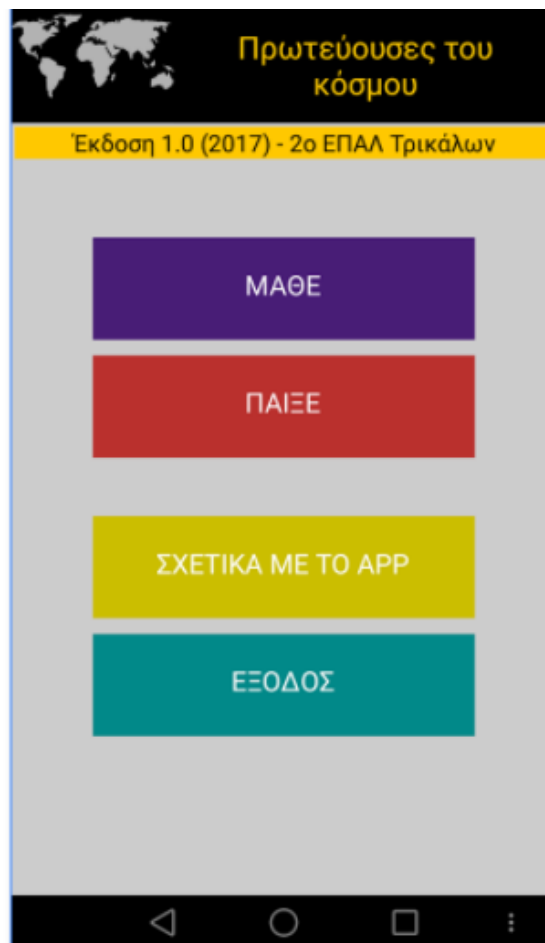 Πρωτεύουσες του
κόσμου
Έκδοση 1.0 (2017) - 2ο ΕΠΑΛ Τρικάλων
ΜΑΘΕ
ΠΑΙΞΕ
ΣΧΕΤΙΚΑ ΜΕ ΤΟ APP
ΕΞΟΔΟΣ